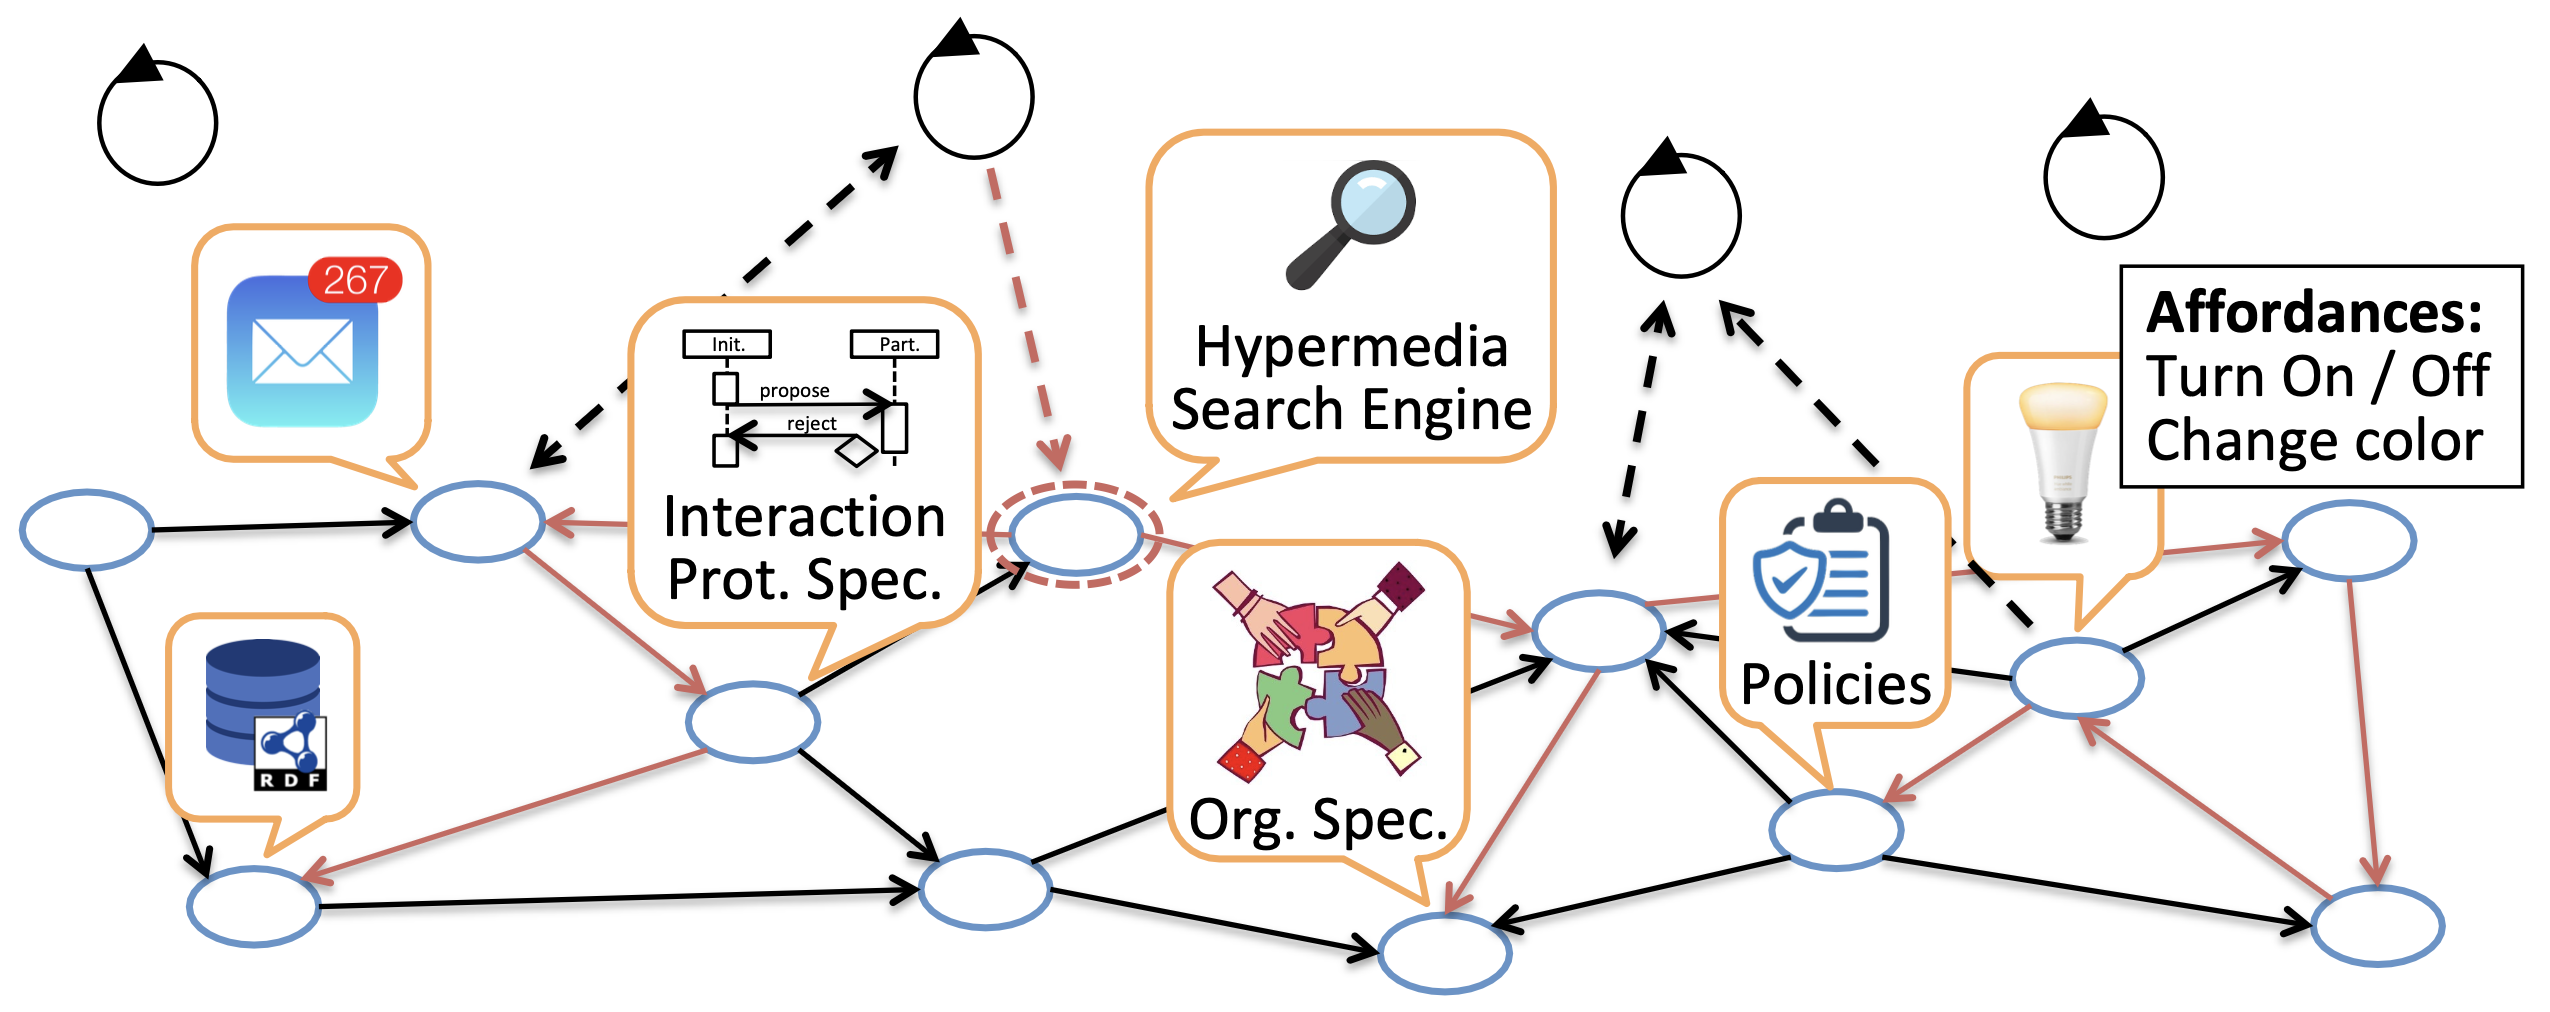 267
Init.
Part.
propose
reject
Interaction
Prot. Spec.
Hypermedia
Search Engine
Affordances:
Turn On / Off
Change color
RDF
Org. Spec.
Policies